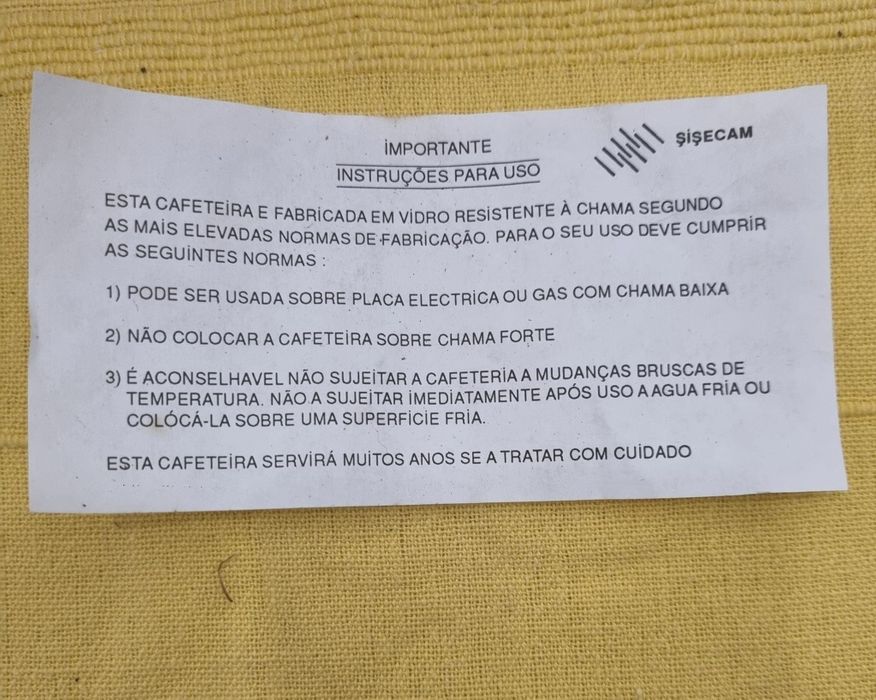 İMPORTANTE
ŞİŞECAM
INSTRUÇÕES PARA USO
ESTA CAFETEİRA E FABRİCADA EM VİDRO RESİSTENTE À CHAMA SEGUNDO
AS MAİS ELEVADAS NORMAS DE FABRİCAÇÃO. PARA O SEU USO DEVE CUMPRİR
AS SEGUİNTES NORMAS :
1) PODE SER USADA SOBRE PLACA ELECTRİCA OU GAS COM CHAMA BAİXA
2) NÃO COLOCAR A CAFETEİRA SOBRE CHAMA FORTE
3) É ACONSELHAVEL NÃO SUJEİTAR A CAFETERİA A MUDANÇAS BRUSCAS DE
TEMPERATURA. NÃO A SUJEİTAR İMEDİATAMENTE APÓS USO A AGUA FRİA OU
COLÓCÁ-LA SOBRE UMA SUPERFİCİE FRİA.
ESTA CAFETEİRA SERVİRÁ MUİTOS ANOS SE A TRATAR COM CUİDADO